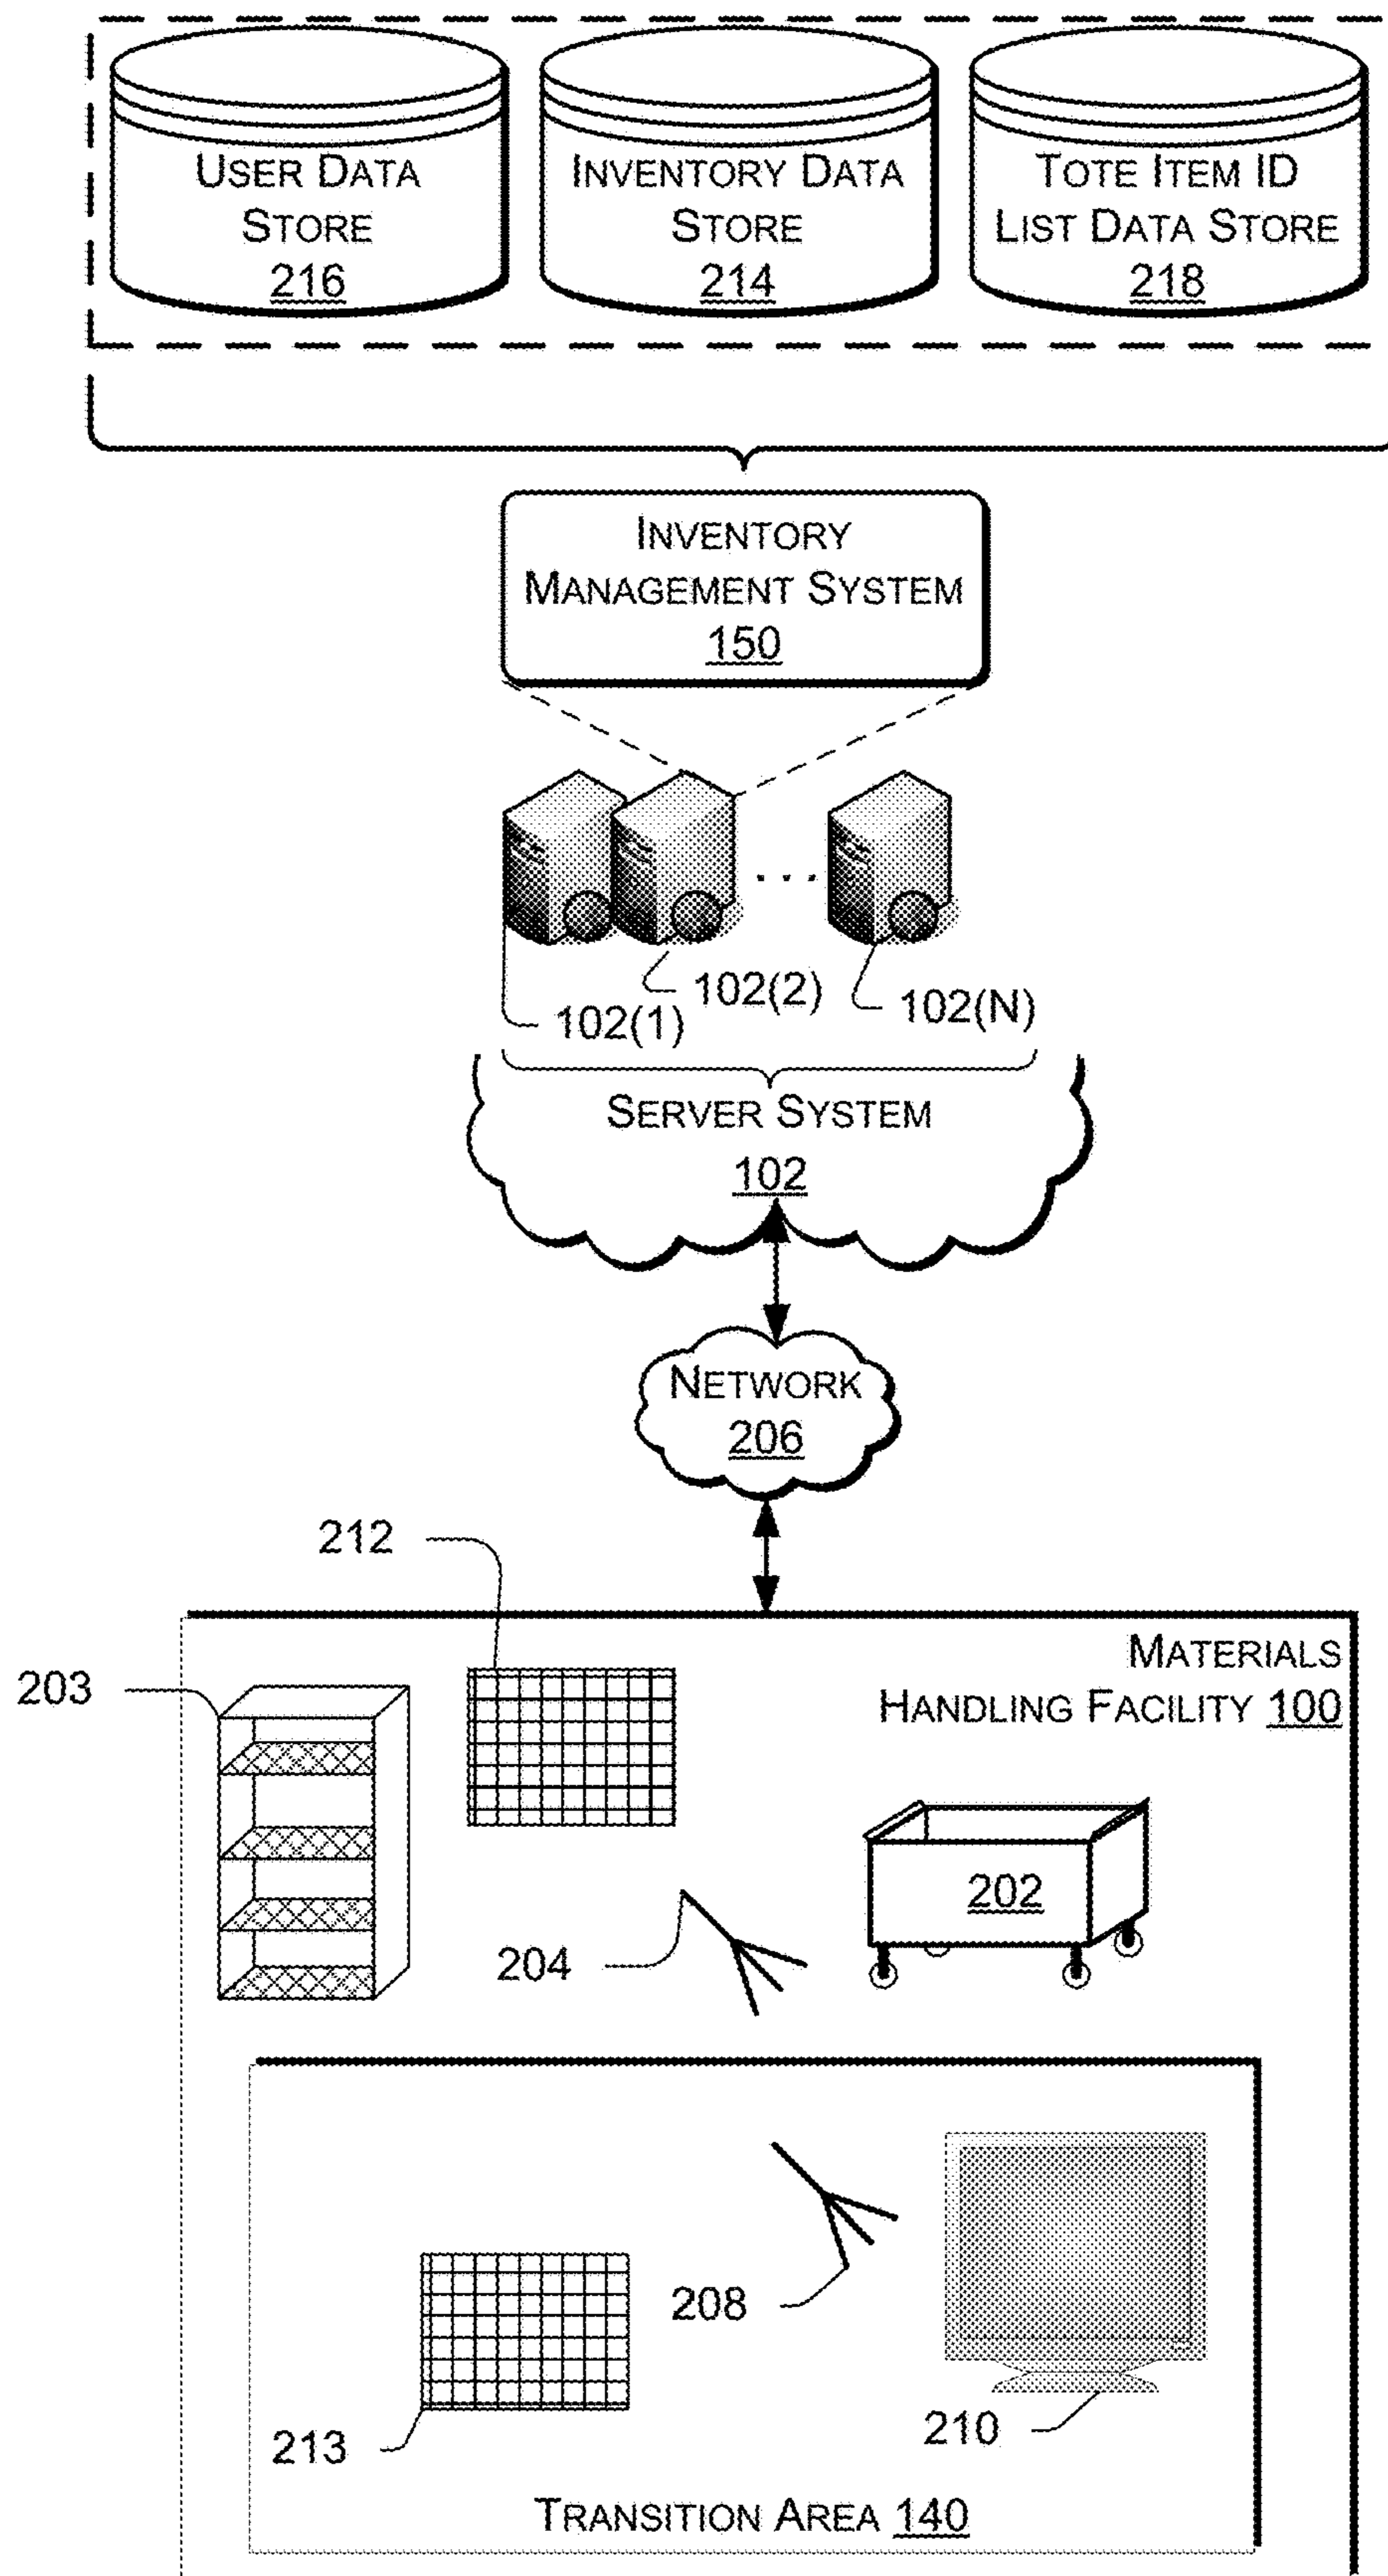 USER DATA
STORE
216
INVENTORY DATA
STORE
214
TOTE ITEM ID
LIST DATA STORE
218
INVENTORY
MANAGEMENT SYSTEM
150
...
102(1)
102(2)
102(N)
SERVER SYSTEM
102
NETWORK
206
212
203
MATERIALS
HANDLING FACILITY 100
202
204
208
213
210
TRANSITION AREA 140